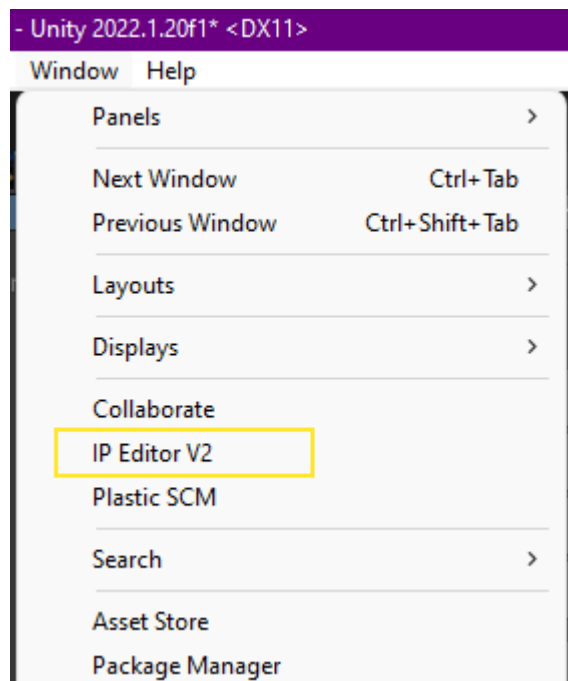 - Unity 2022.1.20f1* <DX11>
Window Help
Panels >
Next Window Ctrl+Tab
Previous Window Ctrl+Shift+Tab
Layouts >
Displays >
Collaborate
IP Editor V2
Plastic SCM
Search >
Asset Store
Package Manager